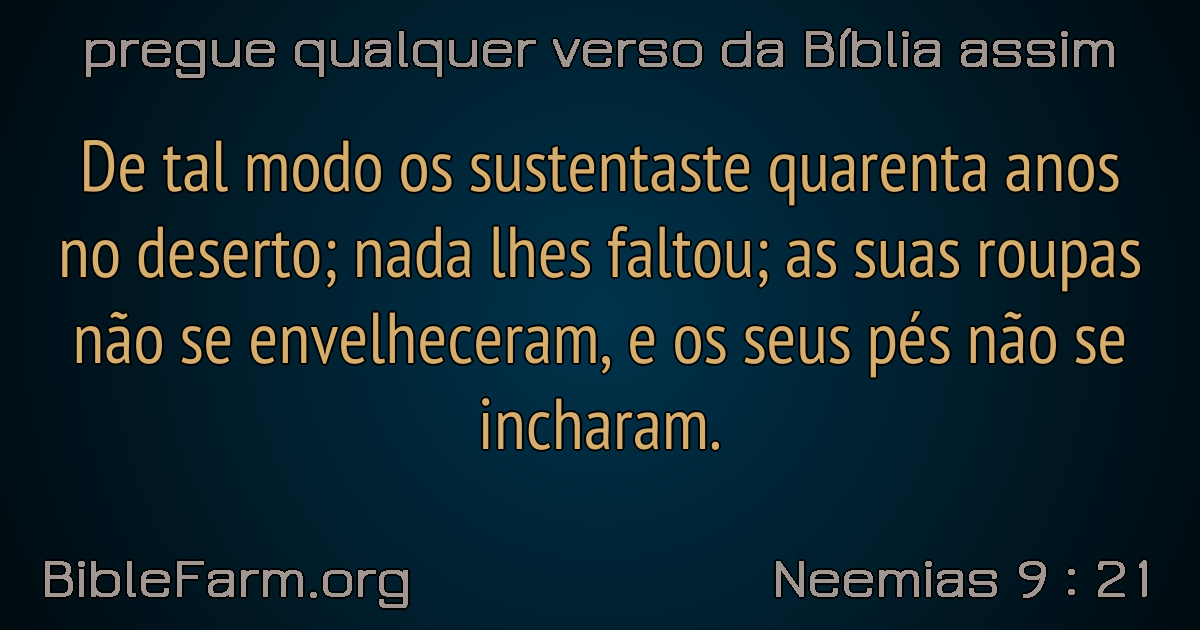 pregue qualquer verso da Bíblia assim
De tal modo os sustentaste quarenta anos
no deserto; nada lhes faltou; as suas roupas
não se envelheceram, e os seus pés não se
incharam.
BibleFarm.org
Neemias 9 : 21